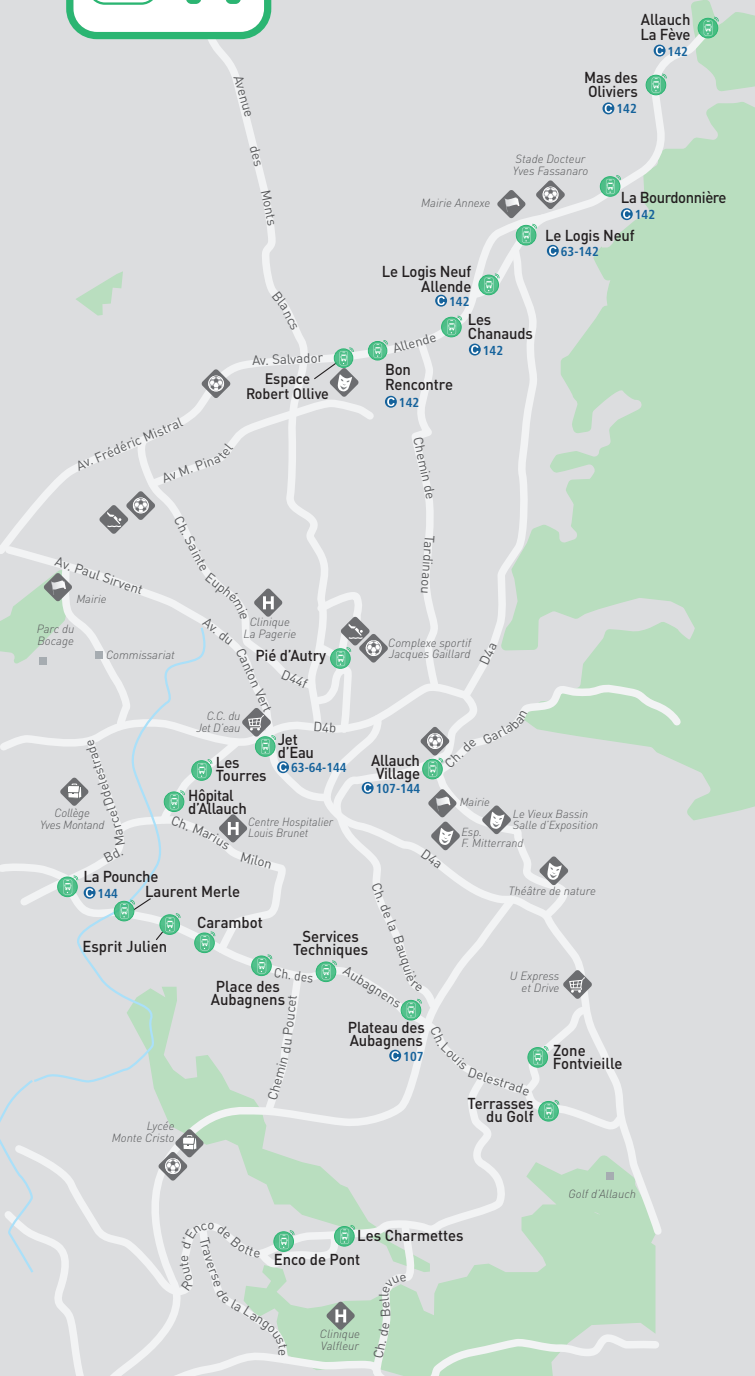 Allauch
La Fève
C 142
Mas des
Oliviers
C 142
Avenue des Monts Blancs
Stade Docteur
Yves Fassanaro
Mairie Annexe
La Bourdonnière
C 142
Le Logis Neuf
C 63-142
Le Logis Neuf
Allende
C 142
Les
Chanauds
C 142
Av. Salvador Allende
Espace
Robert Ollive
Bon
Rencontre
C 142
Av. Frédéric Mistral
Av M. Pinatel
Chemin de Tardinaou
Ch. Sainte Euphémie
Av. Paul Sirvent
Mairie
Parc du
Bocage
Commissariat
Av. du Canton Vert
H
Clinique
La Pagerie
Pié d'Autry
Complexe sportif
Jacques Gaillard
D44f
D4a
C.C. du
Jet D'eau
D4b
Jet
d'Eau
C 63-64-144
Ch. de Garlaban
Allauch
Village
C 107-144
Les
Tourres
Hôpital
d'Allauch
Mairie
Le Vieux Bassin
Salle d'Exposition
Esp.
F. Mitterrand
Collège
Yves Montand
Bd. Marcel Ddelestrade
Ch. Marius Milon
H
Centre Hospitalier
Louis Brunet
D4a
Théâtre de nature
La Pounche
C 144
Laurent Merle
Esprit Julien
Carambot
Ch. de la Bauquière
Services
Techniques
Place des
Aubagnens
Ch. des Aubagnens
U Express
et Drive
Plateau des
Aubagnens
C 107
Chemin du Poucet
Ch. Louis Delestrade
Zone
Fontvieille
Terrasses
du Golf
Lycée
Monte Cristo
Golf d'Allauch
Route d'Enco de Botte
Traverse de la Langouste
Les Charmettes
Enco de Pont
Ch. de Bellevue
H
Clinique
Valfleur